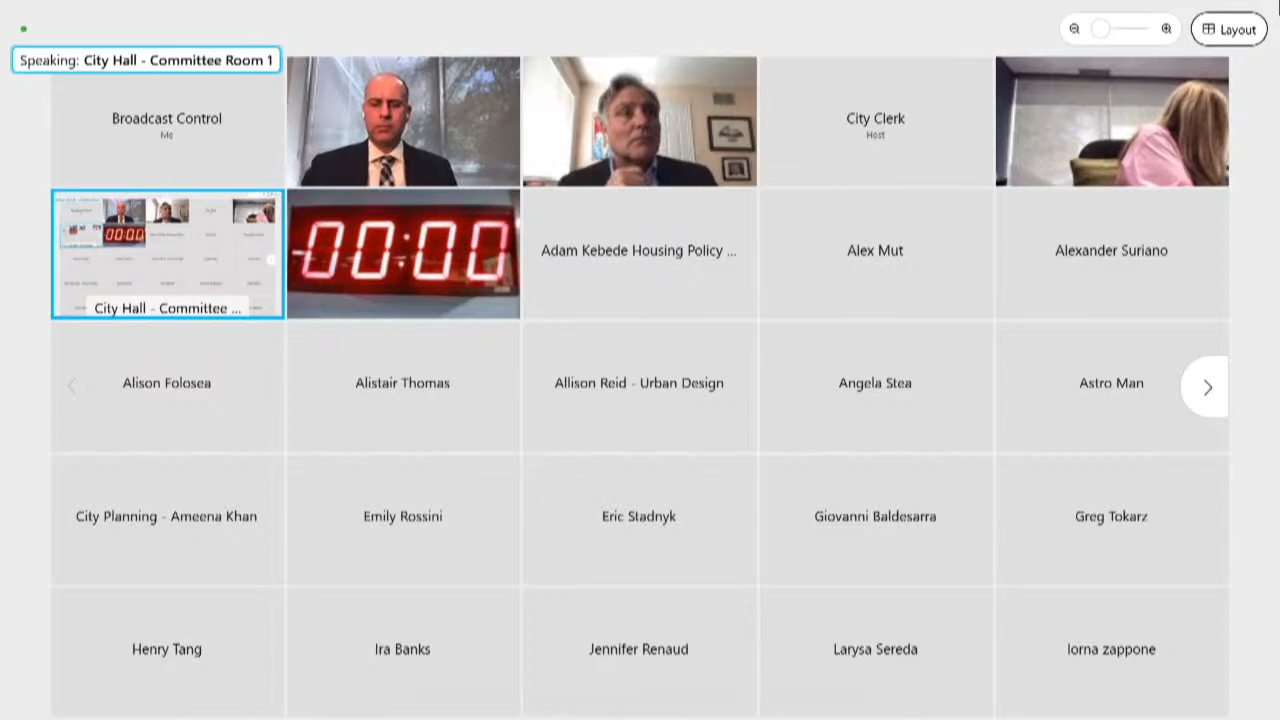 Layout
Speaking: City Hall - Committee Room 1
Broadcast Control
Me
City Clerk
Host
City Hall - Committee ...
00:00
00:00
Adam Kebede Housing Policy ...
Alex Mut
Alexander Suriano
Alison Folosea
Alistair Thomas
Allison Reid - Urban Design
Angela Stea
Astro Man
City Planning - Ameena Khan
Emily Rossini
Eric Stadnyk
Giovanni Baldesarra
Greg Tokarz
Henry Tang
Ira Banks
Jennifer Renaud
Larysa Sereda
lorna zappone